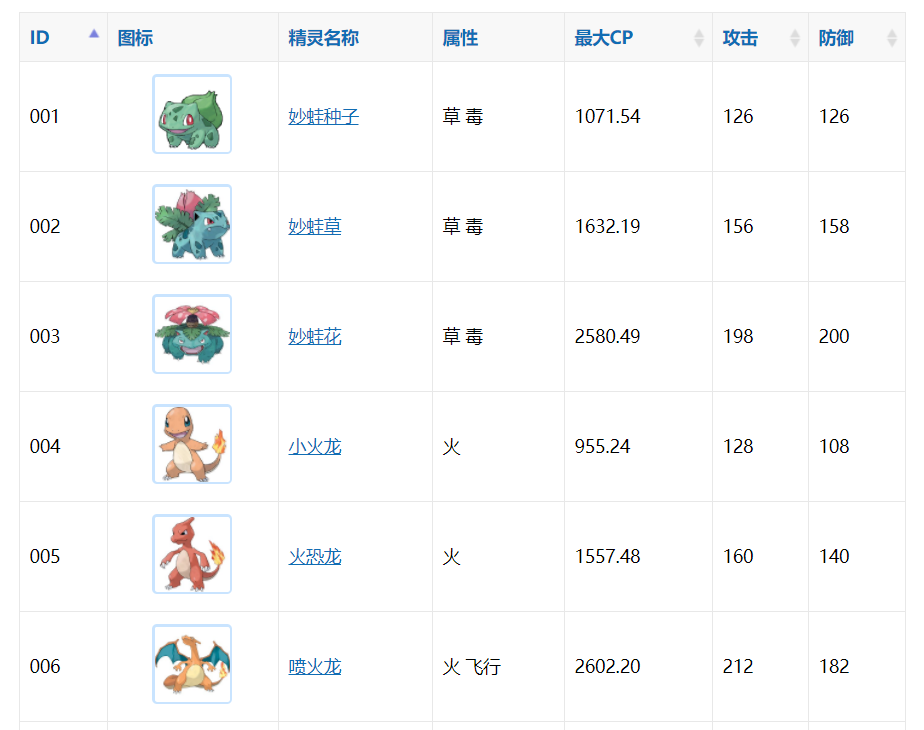 ID 图标 精灵名称 属性 最大CP 攻击 防御
001 妙蛙种子 草 毒 1071.54 126 126
002 妙蛙草 草 毒 1632.19 156 158
003 妙蛙花 草 毒 2580.49 198 200
004 小火龙 火 955.24 128 108
005 火恐龙 火 1557.48 160 140
006 喷火龙 火 飞行 2602.20 212 182